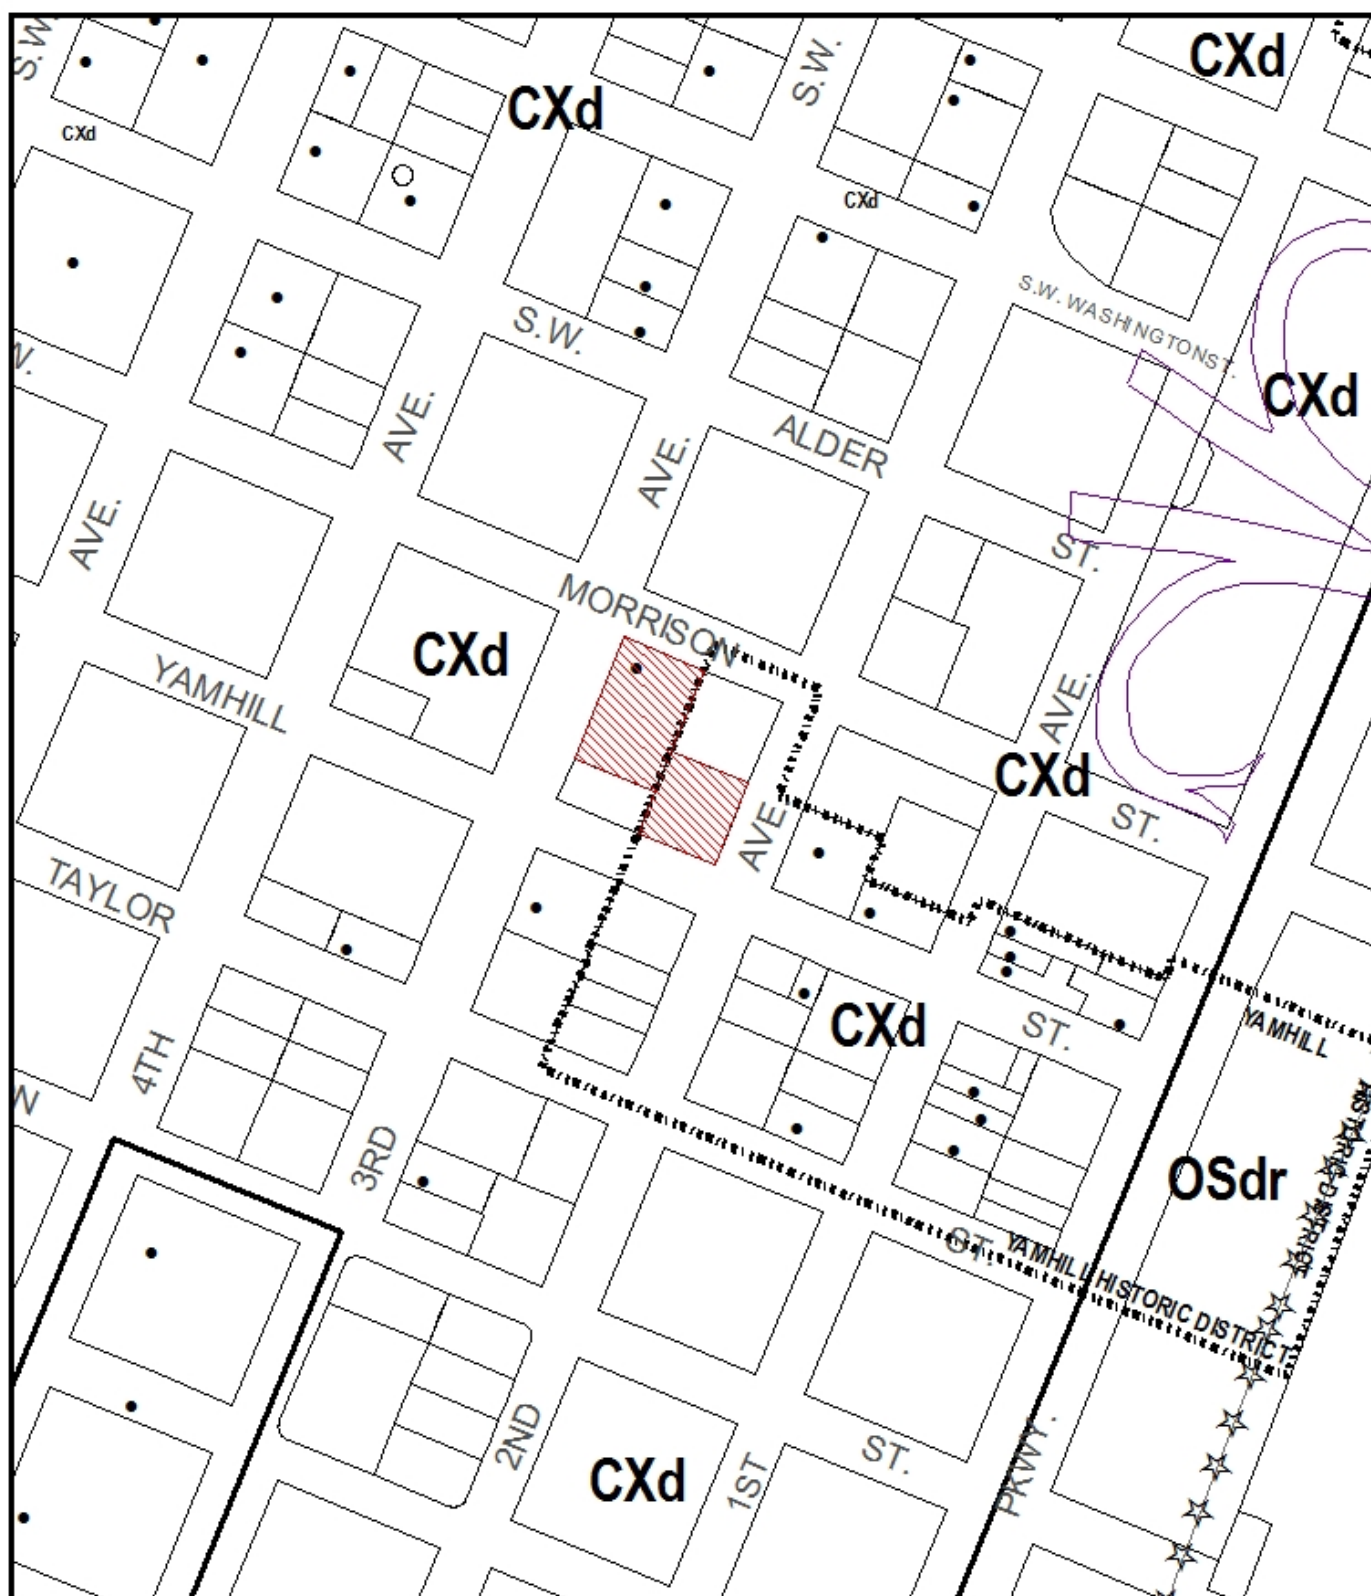 S.W.
CXd
S.W.
CXd
CXd
CXd
S.W. WASHINGTON ST.
S.W.
W.
CXd
AVE.
AVE.
ALDER
AVE.
ST.
MORRISON
CXd
YAMHILL
AVE.
CXd
AVE.
ST.
TAYLOR
CXd
ST.
YAMHILL
4TH
N
3RD
OSdr
ST.
YAMHILL HISTORIC DISTRICT
2ND
CXd
1ST
ST.
PKWY.